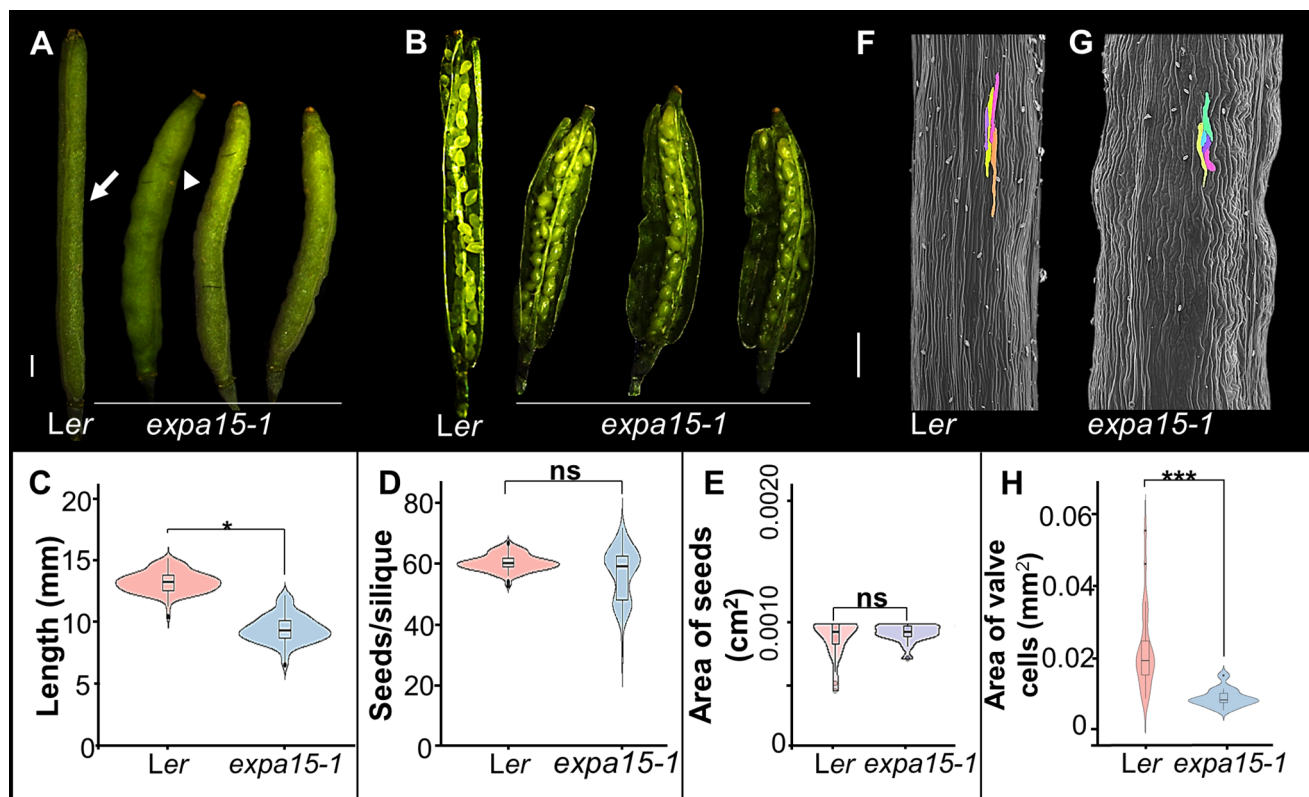 A
B
F
G
Ler
expa15-1
Ler
expa15-1
Ler
expa15-1
C
Length (mm)
20
15
10
5
0
*
Ler
expa15-1
D
Seeds/silique
80
60
40
20
0
ns
Ler
expa15-1
E
Area of seeds
(cm²)
0.0020
0.0010
0
ns
Ler
expa15-1
H
Area of valve
cells (mm²)
0.06
0.04
0.02
0
***
Ler
expa15-1